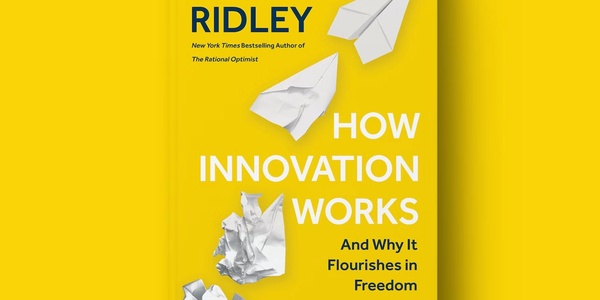 RIDLEY
New York Times Bestselling Author of
The Rational Optimist
HOW
INNOVATION
WORKS
And Why It
Flourishes in
Freedom